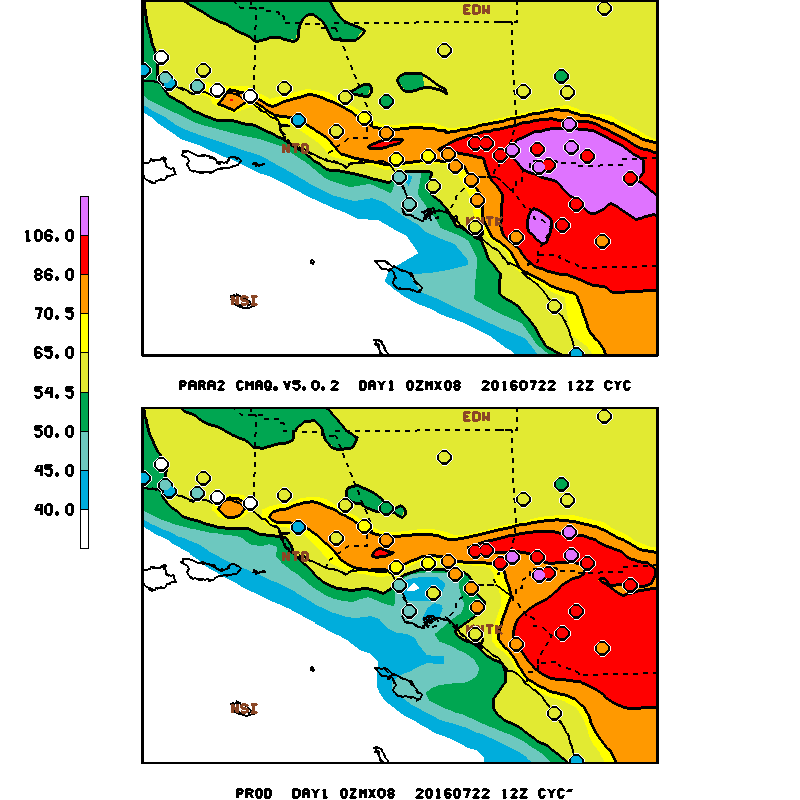 EDW
NTD
NSI
106.0
86.0
70.5
65.0
54.5
50.0
45.0
40.0
PARA2 CMAQ.V5.0.2 DAY1 OZMX08 20160722 12Z CYC
EDW
NTD
NSI
PROD DAY1 OZMX08 20160722 12Z CYC~